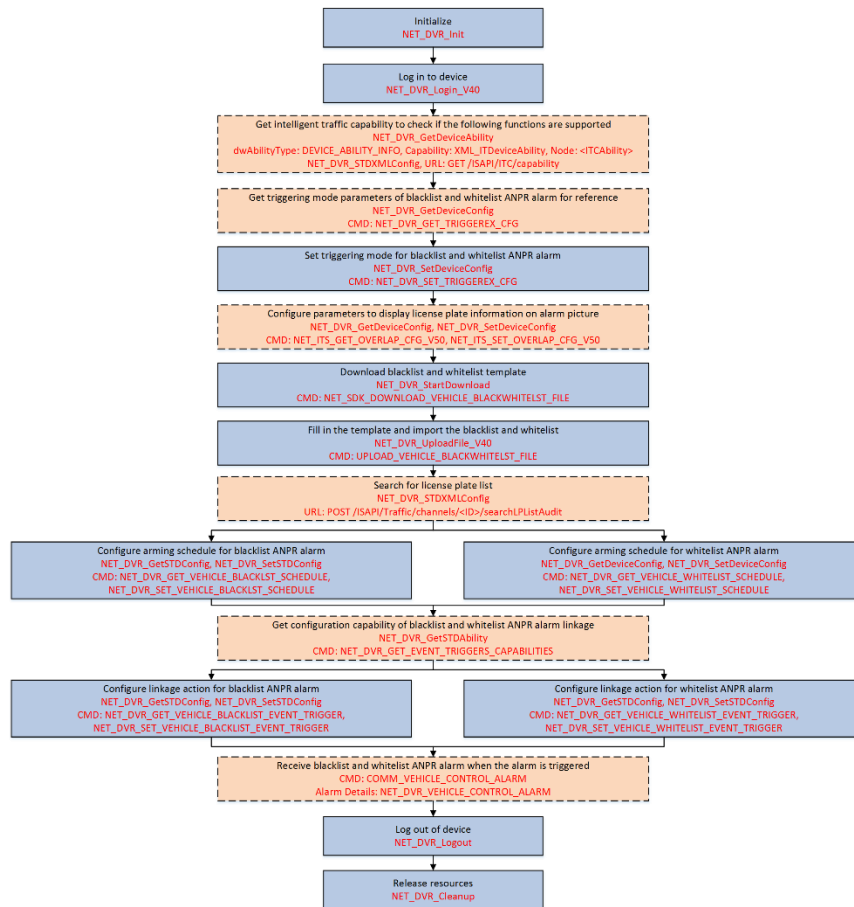 Initialize
NET_DVR_Init
Log in to device
NET_DVR_Login_V40
Get intelligent traffic capability to check if the following functions are supported
NET_DVR_GetDeviceAbility
dwAbilityType: DEVICE_ABILITY_INFO, Capability: XML_ITDeviceAbility, Node: <ITCAbility>
NET_DVR_STDXMLConfig, URL: GET /ISAPI/ITC/capability
Get triggering mode parameters of blacklist and whitelist ANPR alarm for reference
NET_DVR_GetDeviceConfig
CMD: NET_DVR_GET_TRIGGEREX_CFG
Set triggering mode for blacklist and whitelist ANPR alarm
NET_DVR_SetDeviceConfig
CMD: NET_DVR_SET_TRIGGEREX_CFG
Configure parameters to display license plate information on alarm picture
NET_DVR_GetDeviceConfig, NET_DVR_SetDeviceConfig
CMD: NET_ITS_GET_OVERLAP_CFG_V50, NET_ITS_SET_OVERLAP_CFG_V50
Download blacklist and whitelist template
NET_DVR_StartDownload
CMD: NET_SDK_DOWNLOAD_VEHICLE_BLACKWHITELST_FILE
Fill in the template and import the blacklist and whitelist
NET_DVR_UploadFile_V40
CMD: UPLOAD_VEHICLE_BLACKWHITELST_FILE
Search for license plate list
NET_DVR_STDXMLConfig
URL: POST /ISAPI/Traffic/channels/<ID>/searchLPListAudit
Configure arming schedule for blacklist ANPR alarm
NET_DVR_GetSTDConfig, NET_DVR_SetSTDConfig
CMD: NET_DVR_GET_VEHICLE_BLACKLST_SCHEDULE,
NET_DVR_SET_VEHICLE_BLACKLST_SCHEDULE
Configure arming schedule for whitelist ANPR alarm
NET_DVR_GetDeviceConfig, NET_DVR_SetDeviceConfig
CMD: NET_DVR_GET_VEHICLE_WHITELIST_SCHEDULE,
NET_DVR_SET_VEHICLE_WHITELIST_SCHEDULE
Get configuration capability of blacklist and whitelist ANPR alarm linkage
NET_DVR_GetSTDAbility
CMD: NET_DVR_GET_EVENT_TRIGGERS_CAPABILITIES
Configure linkage action for blacklist ANPR alarm
NET_DVR_GetSTDConfig, NET_DVR_SetSTDConfig
CMD: NET_DVR_GET_VEHICLE_BLACKLIST_EVENT_TRIGGER,
NET_DVR_SET_VEHICLE_BLACKLIST_EVENT_TRIGGER
Configure linkage action for whitelist ANPR alarm
NET_DVR_GetSTDConfig, NET_DVR_SetSTDConfig
CMD: NET_DVR_GET_VEHICLE_WHITELIST_EVENT_TRIGGER,
NET_DVR_SET_VEHICLE_WHITELIST_EVENT_TRIGGER
Receive blacklist and whitelist ANPR alarm when the alarm is triggered
CMD: COMM_VEHICLE_CONTROL_ALARM
Alarm Details: NET_DVR_VEHICLE_CONTROL_ALARM
Log out of device
NET_DVR_Logout
Release resources
NET_DVR_Cleanup